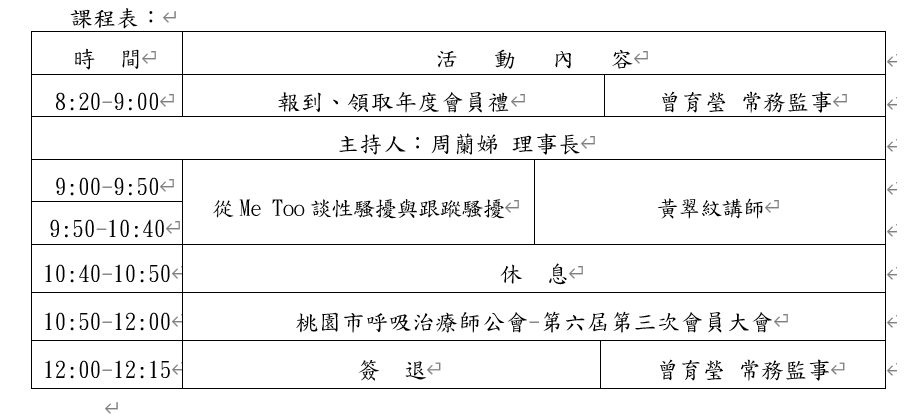 課程表：
時 間 活 動 內 容
8:20-9:00 報到、領取年度會員禮 曾育瑩 常務監事
主持人：周蘭娣 理事長
9:00-9:50
從 Me Too 談性騷擾與跟蹤騷擾 黃翠紋講師
9:50-10:40
10:40-10:50 休 息
10:50-12:00 桃園市呼吸治療師公會-第六屆第三次會員大會
12:00-12:15 簽 退 曾育瑩 常務監事